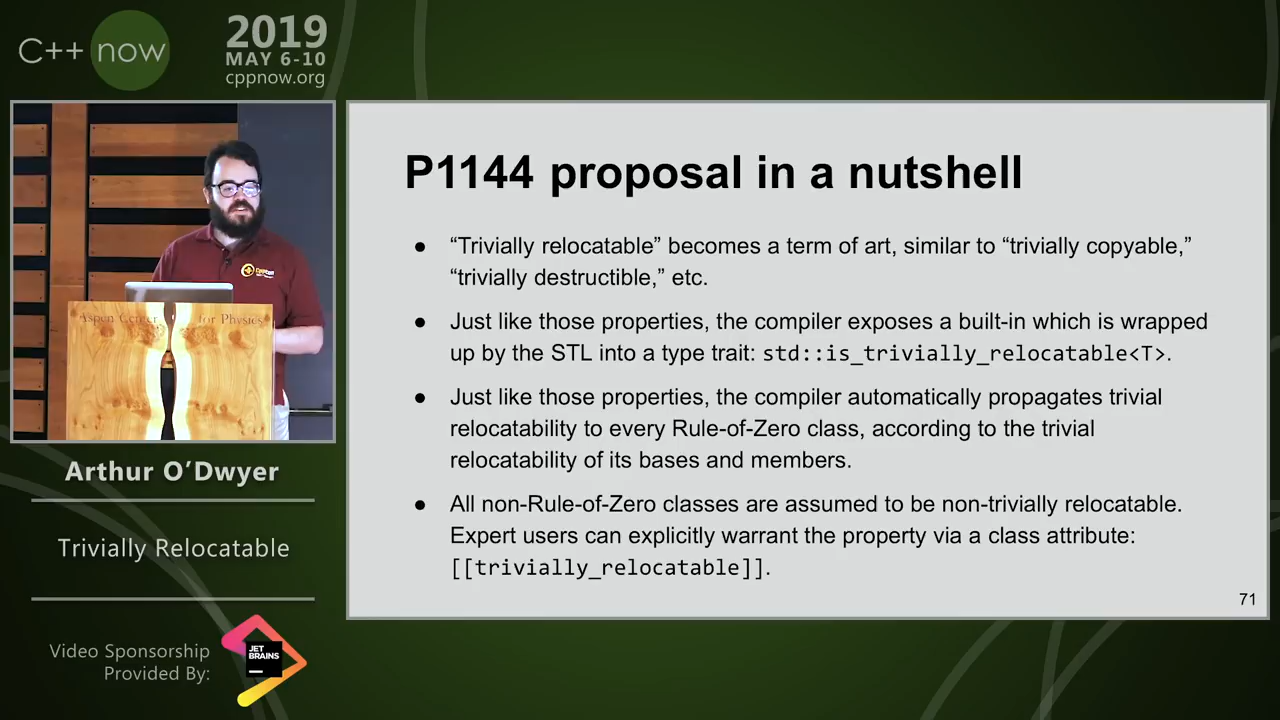 C++ now
2019
MAY 6-10
cppnow.org
Aspen Center for Physics
Arthur O’Dwyer
Trivially Relocatable
Video Sponsorship
Provided By:
JET
BRAINS
P1144 proposal in a nutshell
● “Trivially relocatable” becomes a term of art, similar to “trivially copyable,”
“trivially destructible,” etc.
● Just like those properties, the compiler exposes a built-in which is wrapped
up by the STL into a type trait: std::is_trivially_relocatable<T>.
● Just like those properties, the compiler automatically propagates trivial
relocatability to every Rule-of-Zero class, according to the trivial
relocatability of its bases and members.
● All non-Rule-of-Zero classes are assumed to be non-trivially relocatable.
Expert users can explicitly warrant the property via a class attribute:
[[trivially_relocatable]].
71